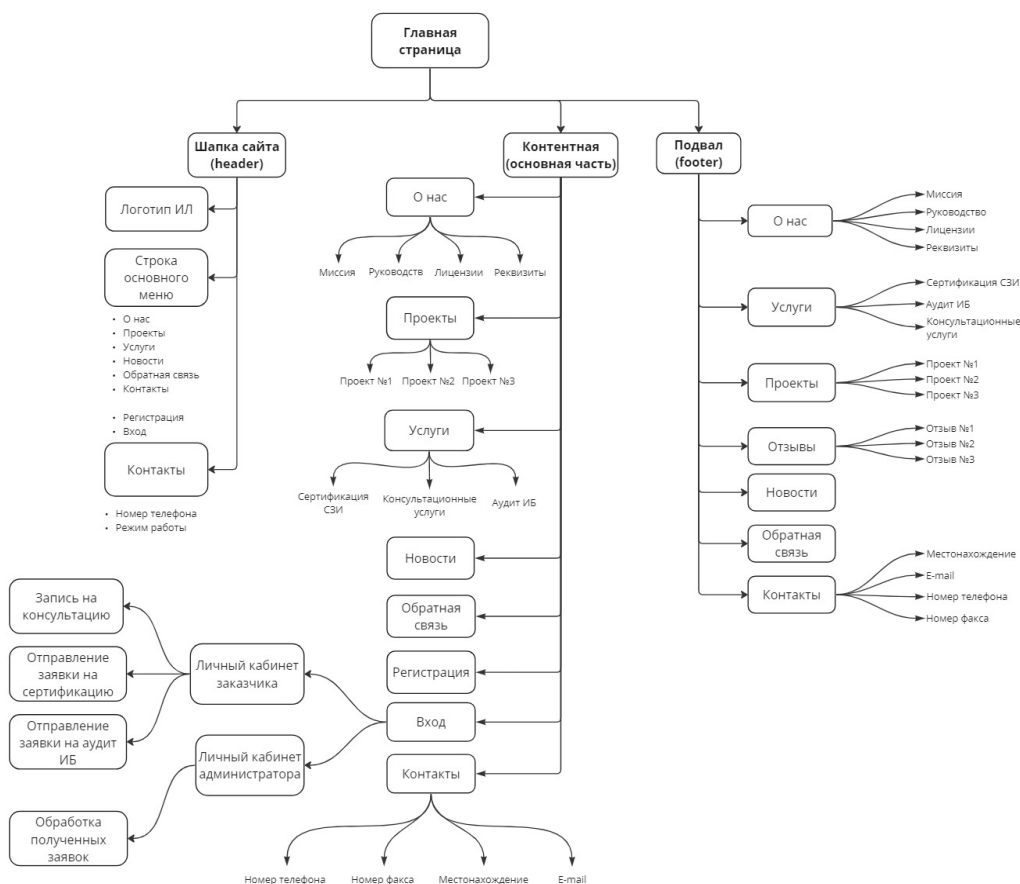 Главная
страница
Шапка сайта
(header)
Логотип ИЛ
Строка
основного
меню
• О нас
• Проекты
• Услуги
• Новости
• Обратная связь
• Контакты
• Регистрация
• Вход
Контакты
• Номер телефона
• Режим работы
Контентная
(основная часть)
О нас
Миссия
Руководств
Лицензии
Реквизиты
Проекты
Проект №1
Проект №2
Проект №3
Услуги
Сертификация
СЗИ
Консультационные
услуги
Аудит ИБ
Новости
Обратная
связь
Регистрация
Вход
Личный кабинет
заказчика
Запись на
консультацию
Отправление
заявки на
сертификацию
Отправление
заявки на аудит
ИБ
Личный кабинет
администратора
Обработка
полученных
заявок
Контакты
Номер телефона
Номер факса
Местонахождение
E-mail
Подвал
(footer)
О нас
Миссия
Руководство
Лицензии
Реквизиты
Услуги
Сертификация СЗИ
Аудит ИБ
Консультационные
услуги
Проекты
Проект №1
Проект №2
Проект №3
Отзывы
Отзыв №1
Отзыв №2
Отзыв №3
Новости
Обратная
связь
Контакты
Местонахождение
E-mail
Номер телефона
Номер факса